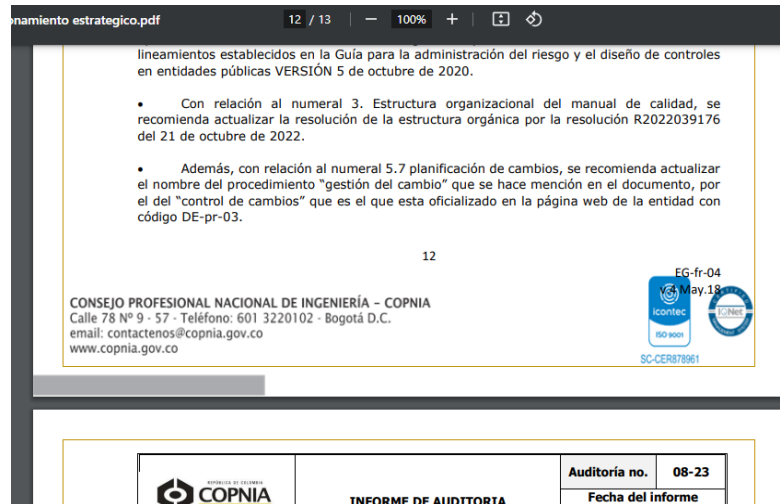 namiento estrategico.pdf
12 / 13
100%
lineamientos establecidos en la Guía para la administración del riesgo y el diseño de controles
en entidades públicas VERSIÓN 5 de octubre de 2020.
• Con relación al numeral 3. Estructura organizacional del manual de calidad, se
recomienda actualizar la resolución de la estructura orgánica por la resolución R2022039176
del 21 de octubre de 2022.
• Además, con relación al numeral 5.7 planificación de cambios, se recomienda actualizar
el nombre del procedimiento “gestión del cambio” que se hace mención en el documento, por
el del “control de cambios” que es el que esta oficializado en la página web de la entidad con
código DE-pr-03.
12
EG-fr-04
v.4 May.18
CONSEJO PROFESIONAL NACIONAL DE INGENIERÍA – COPNIA
Calle 78 Nº 9 - 57 - Teléfono: 601 3220102 - Bogotá D.C.
email: contactenos@copnia.gov.co
www.copnia.gov.co
icontec
ISO 9001
IQNet
SC-CER878961
REPÚBLICA DE COLOMBIA
COPNIA
INFORME DE AUDITORIA
Auditoría no.
08-23
Fecha del informe